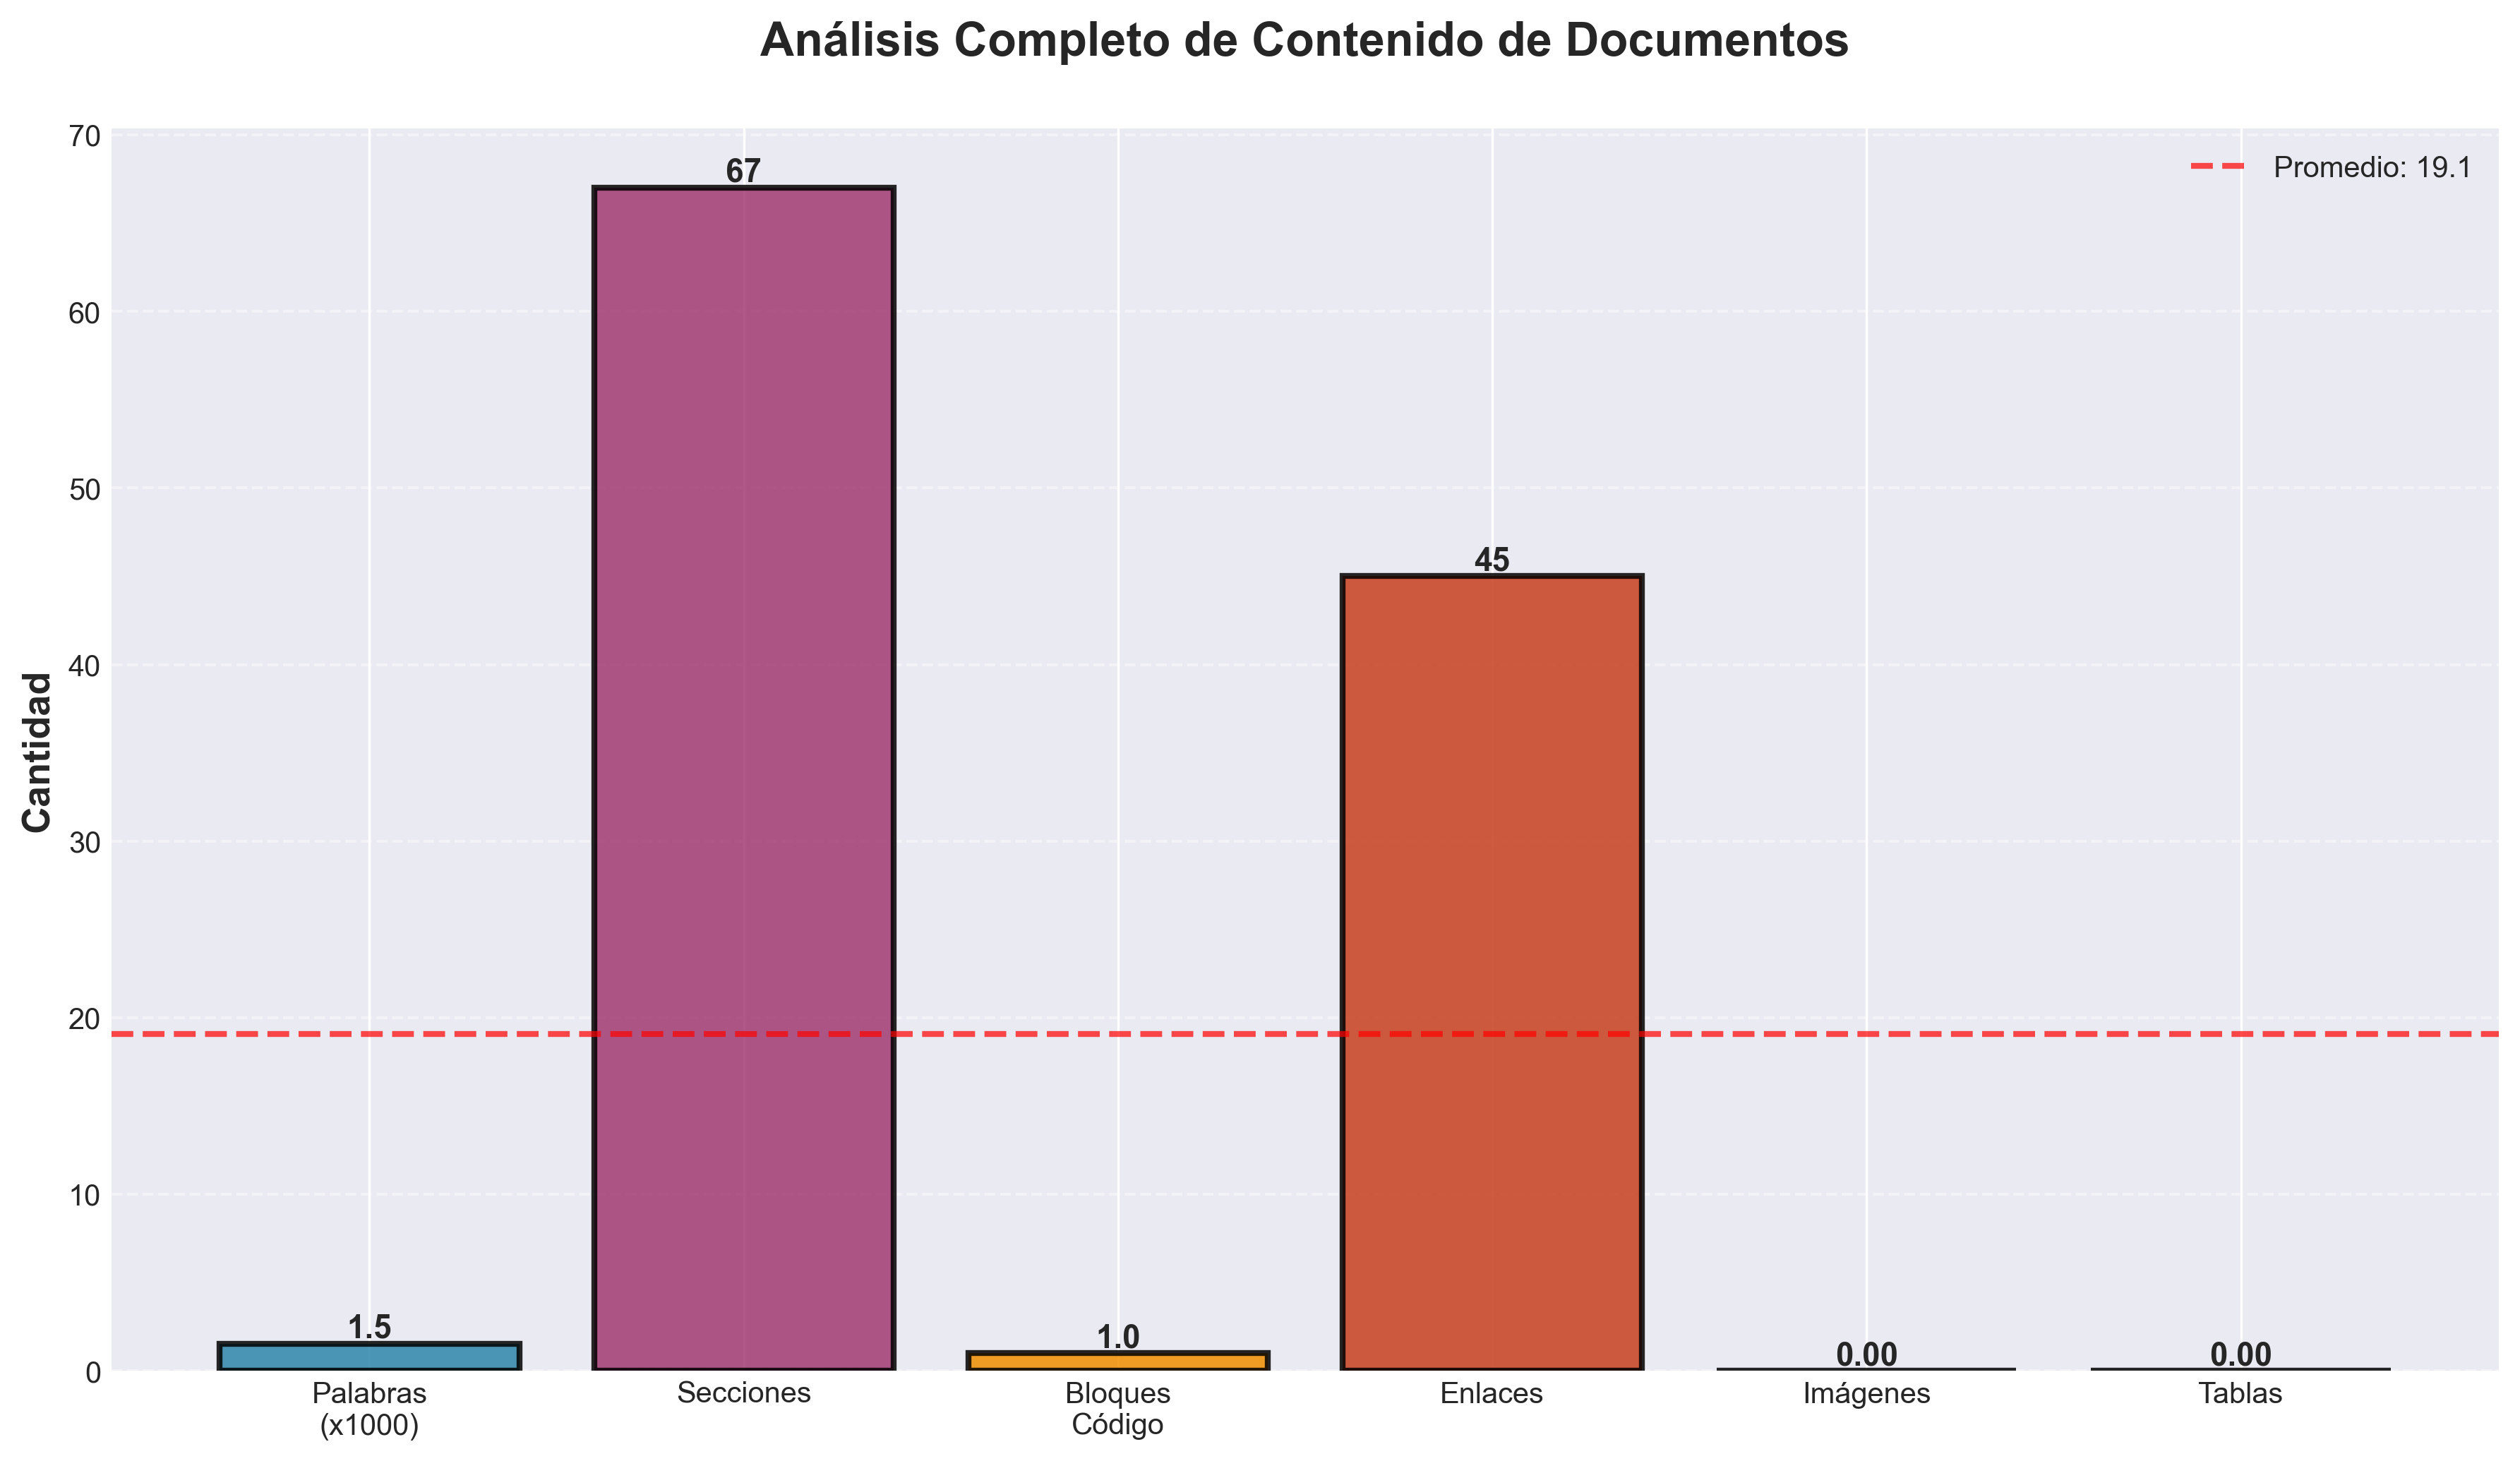 Análisis Completo de Contenido de Documentos
Promedio: 19.1
Cantidad
70
60
50
40
30
20
10
0
1.5
67
1.0
45
0.00
0.00
Palabras
(x1000)
Secciones
Bloques
Código
Enlaces
Imágenes
Tablas